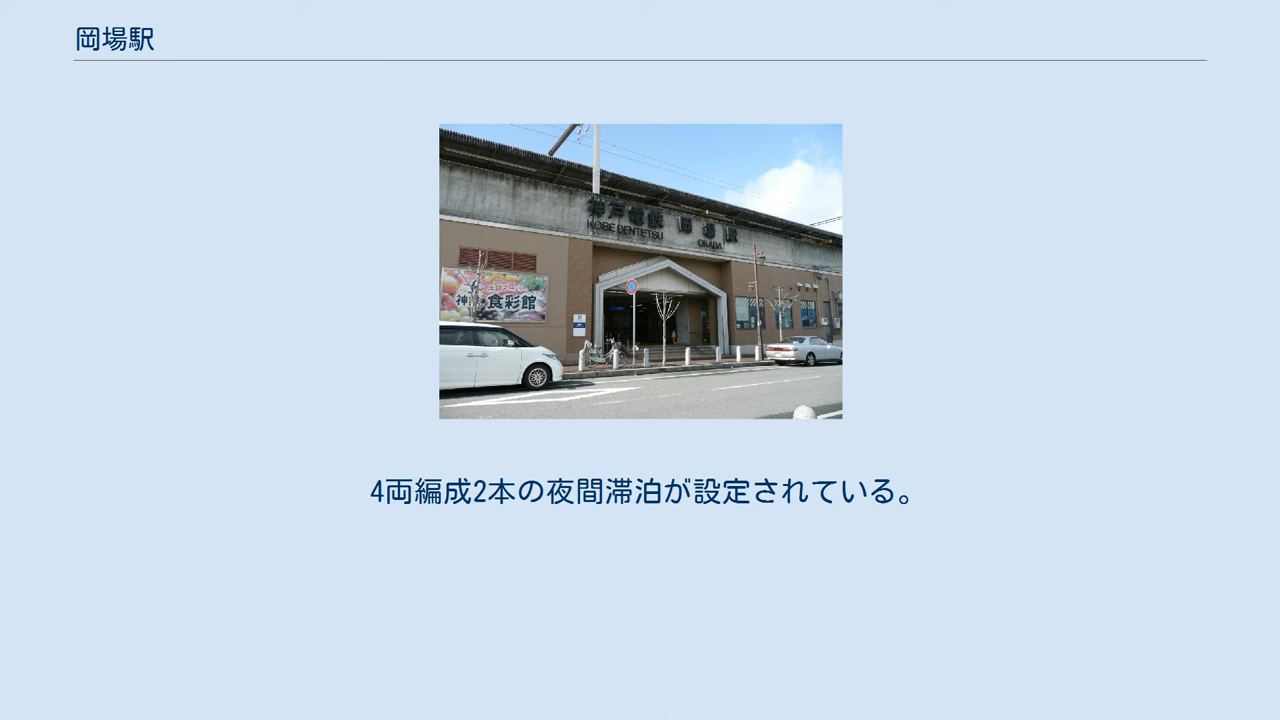 岡場駅
神戸電鉄 岡場駅
KOBE DENTETSU OKABA
食彩館
4両編成2本の夜間滞泊が設定されている。